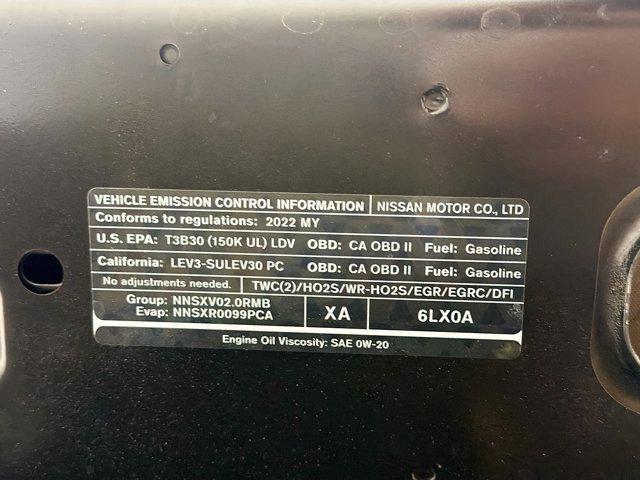 VEHICLE EMISSION CONTROL INFORMATION NISSAN MOTOR CO., LTD
Conforms to regulations: 2022 MY
U.S. EPA: T3B30 (150K UL) LDV OBD: CA OBD II Fuel: Gasoline
California: LEV3-SULEV30 PC OBD: CA OBD II Fuel: Gasoline
No adjustments needed. TWC(2)/HO2S/WR-HO2S/EGR/EGRC/DFI
Group: NNSXV02.0RMB
Evap: NNSXR0099PCA XA 6LX0A
Engine Oil Viscosity: SAE 0W-20